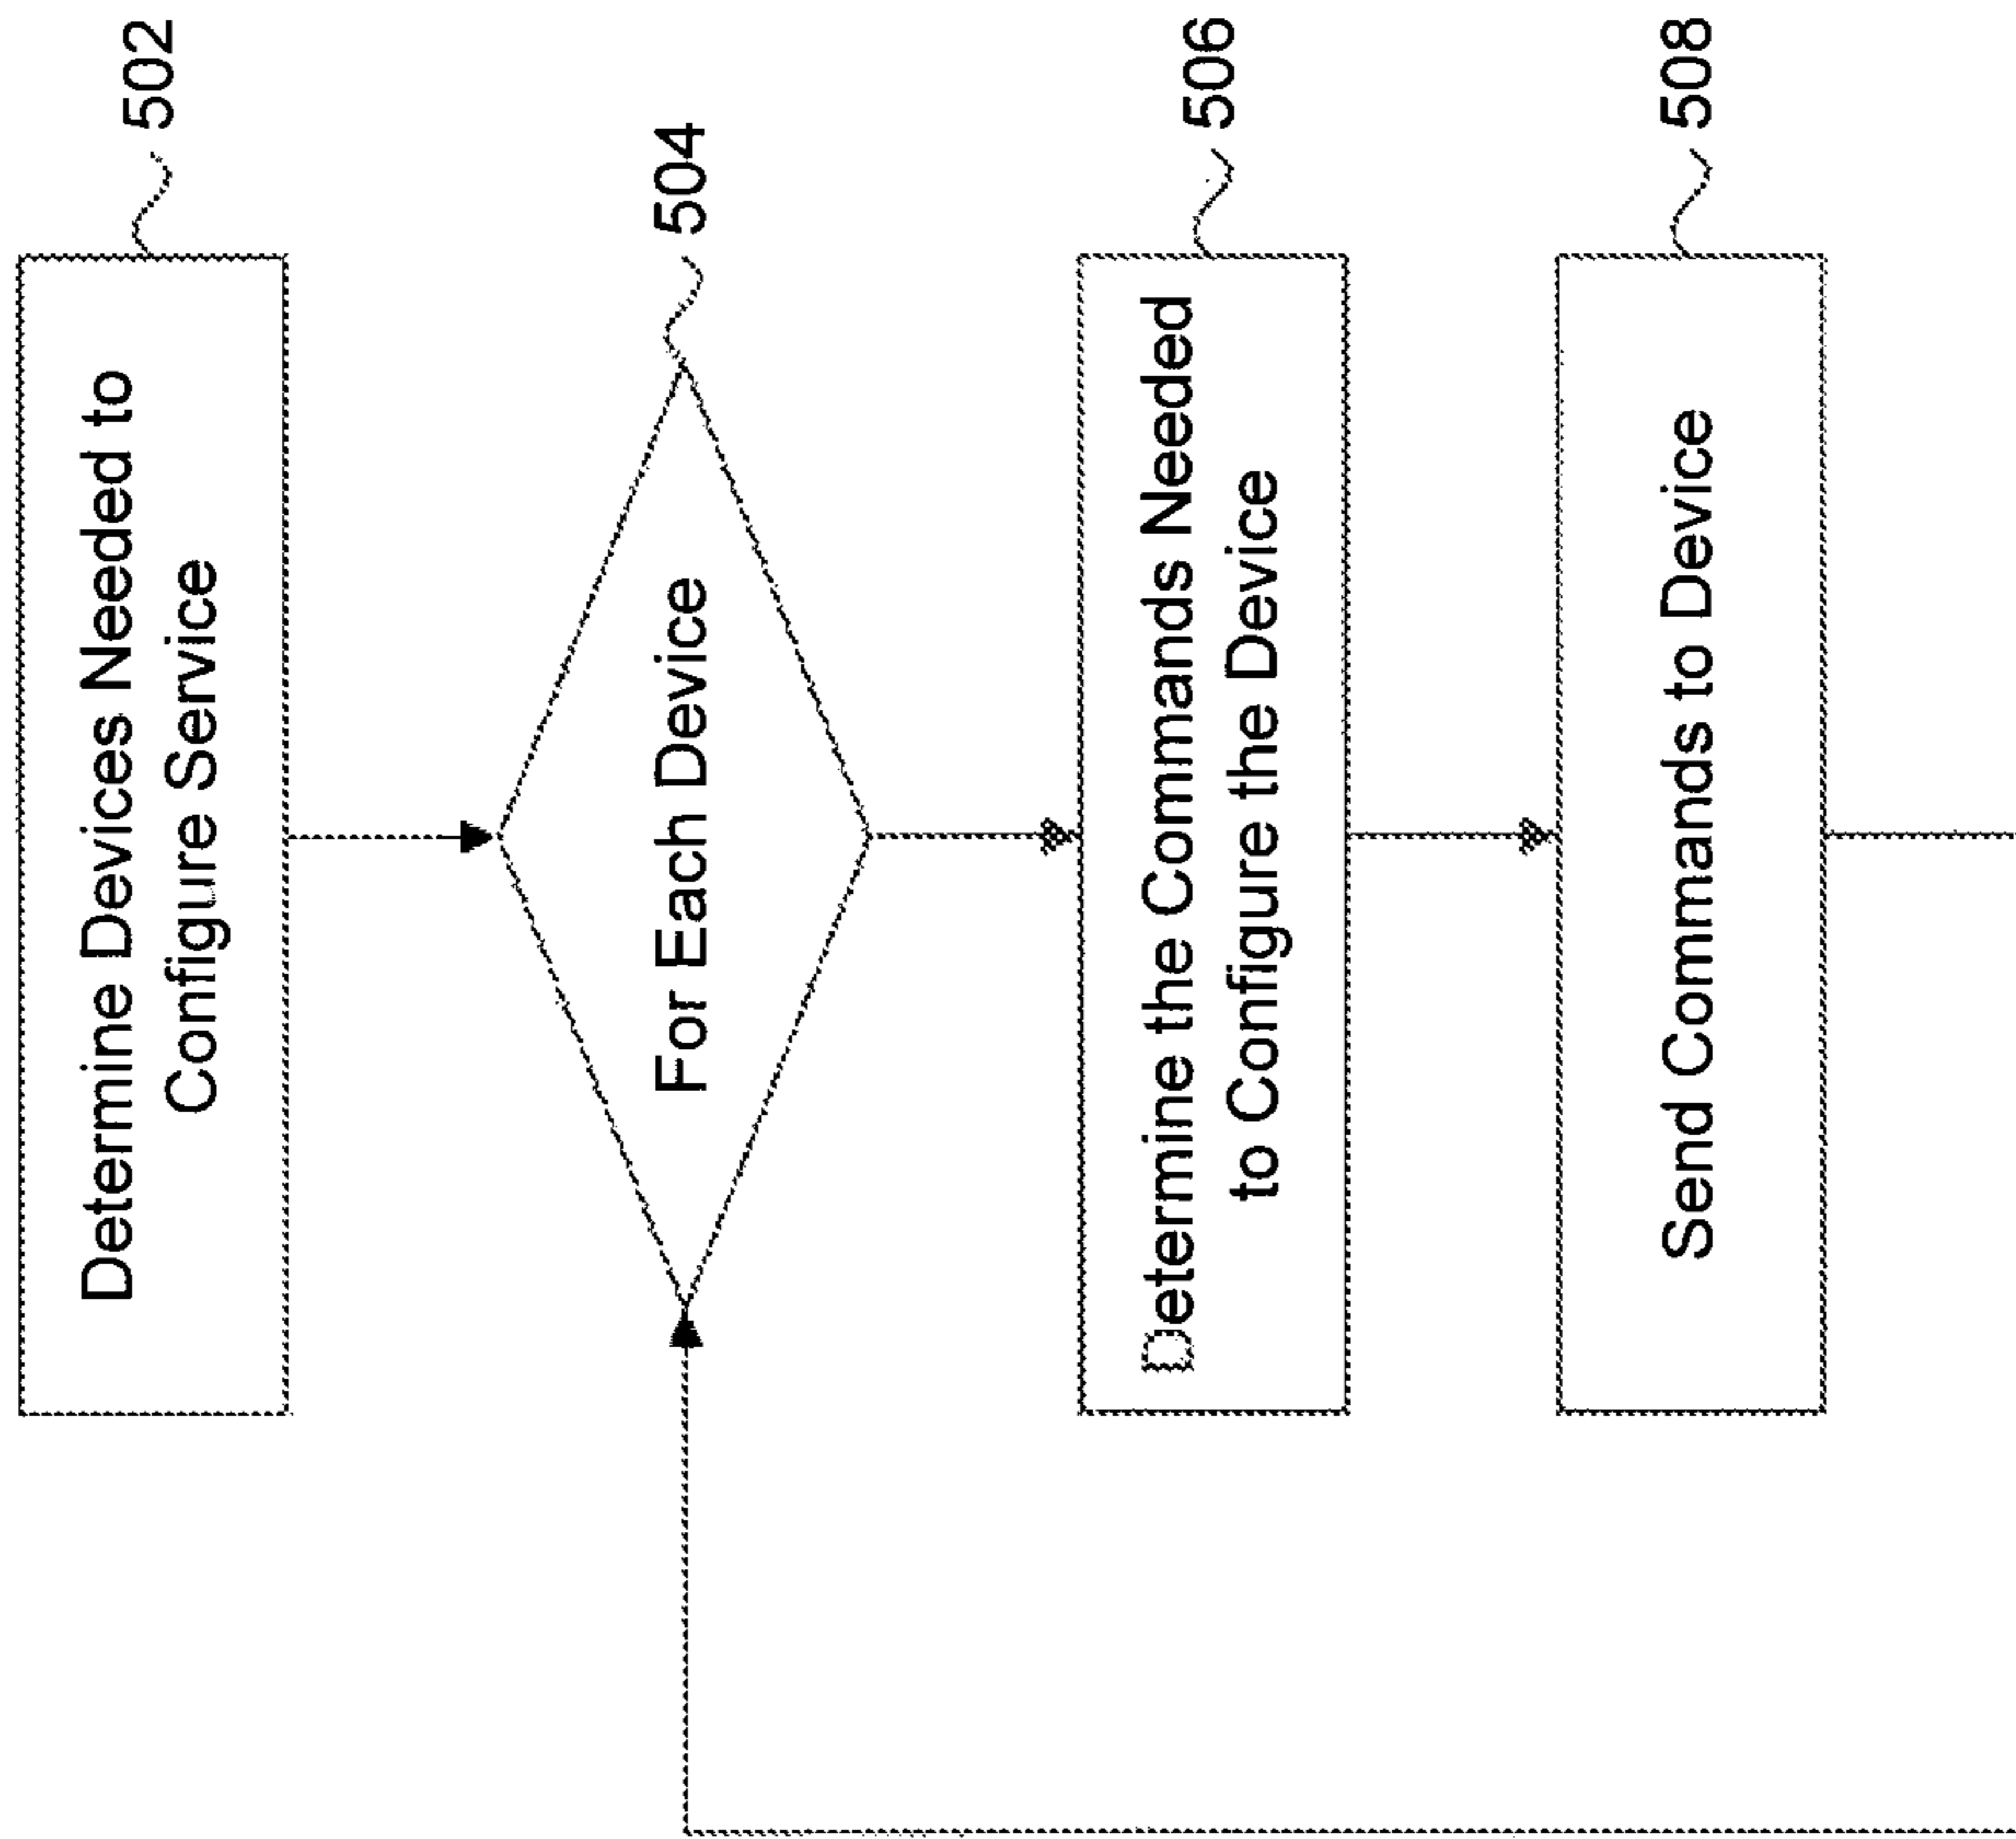 Determine Devices Needed to
Configure Service
502
For Each Device
504
Determine the Commands Needed
to Configure the Device
506
Send Commands to Device
508